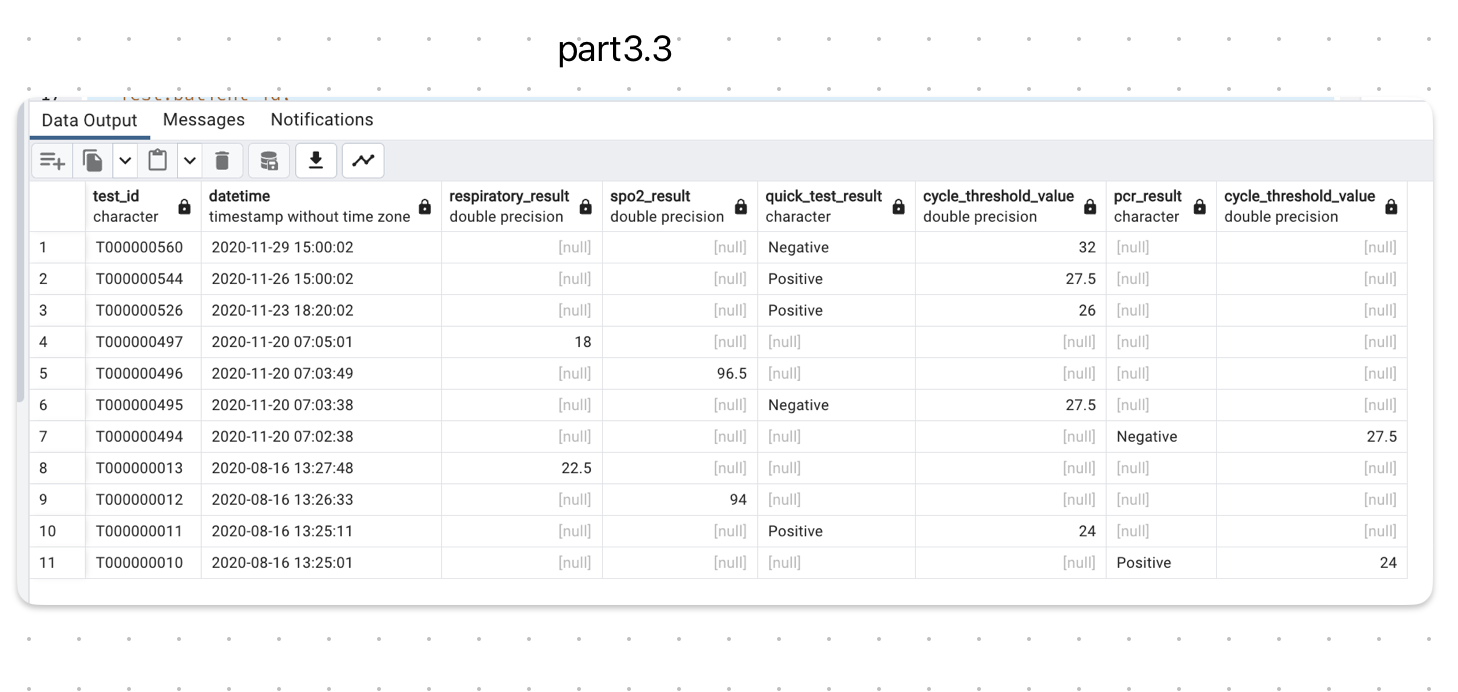 part3.3
Data Output Messages Notifications
test_id datetime respiratory_result spo2_result quick_test_result cycle_threshold_value pcr_result cycle_threshold_value
character timestamp without time zone double precision double precision character double precision character double precision
1 T000000560 2020-11-29 15:00:02 [null] [null] Negative 32 [null] [null]
2 T000000544 2020-11-26 15:00:02 [null] [null] Positive 27.5 [null] [null]
3 T000000526 2020-11-23 18:20:02 [null] [null] Positive 26 [null] [null]
4 T000000497 2020-11-20 07:05:01 18 [null] [null] [null] [null] [null]
5 T000000496 2020-11-20 07:03:49 [null] 96.5 [null] [null] [null] [null]
6 T000000495 2020-11-20 07:03:38 [null] [null] Negative 27.5 [null] [null]
7 T000000494 2020-11-20 07:02:38 [null] [null] [null] [null] Negative 27.5
8 T000000013 2020-08-16 13:27:48 22.5 [null] [null] [null] [null] [null]
9 T000000012 2020-08-16 13:26:33 [null] 94 [null] [null] [null] [null]
10 T000000011 2020-08-16 13:25:11 [null] [null] Positive 24 [null] [null]
11 T000000010 2020-08-16 13:25:01 [null] [null] [null] [null] Positive 24